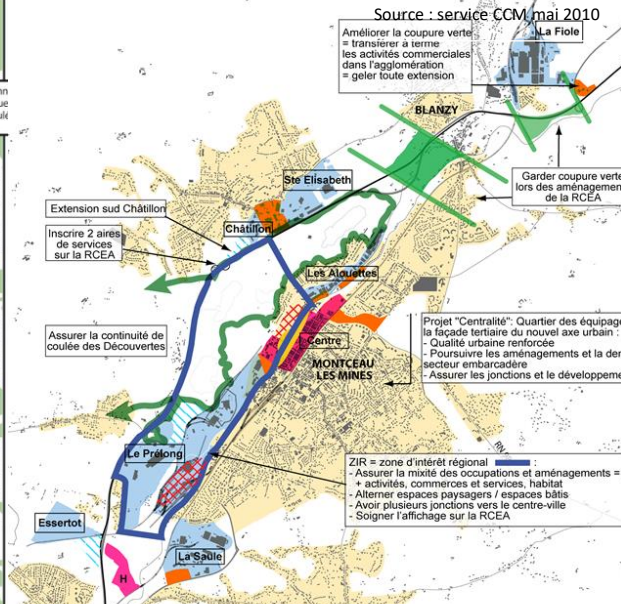 Source : service CCM mai 2010
Améliorer la coupure verte
= transférer à terme
les activités commerciales
dans l'agglomération
= geler toute extension
La Fiole
BLANZY
Garder coupure verte
lors des aménagement
de la RCEA
Ste Elisabeth
Extension sud Châtillon
Châtillon
Inscrire 2 aires
de services
sur la RCEA
Les Alouettes
Assurer la continuité de
coulée des Découvertes
Projet "Centralité": Quartier des équipage
la façade tertiaire du nouvel axe urbain :
- Qualité urbaine renforcée
- Poursuivre les aménagements et la den
secteur embarcadère
- Assurer les jonctions et le développeme
Centre
MONTCEAU
LES MINES
RN
Le Prélong
ZIR = zone d'intérêt régional
- Assurer la mixité des occupations et aménagements =
+ activités, commerces et services, habitat
- Alterner espaces paysagers / espaces bâtis
- Avoir plusieurs jonctions vers le centre-ville
- Soigner l'affichage sur la RCEA
Essertot
La Saule
H